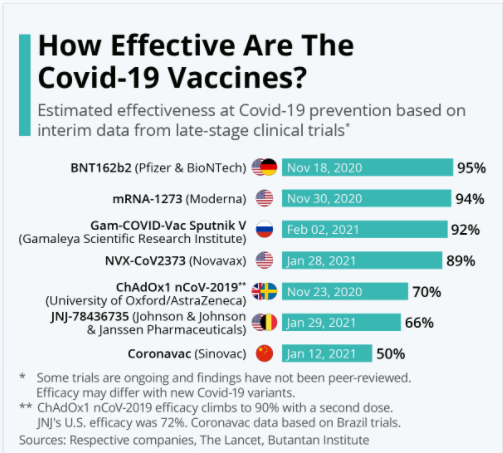 How Effective Are The
Covid-19 Vaccines?
Estimated effectiveness at Covid-19 prevention based on
interim data from late-stage clinical trials*
BNT162b2 (Pfizer & BioNTech) Nov 18, 2020 95%
mRNA-1273 (Moderna) Nov 30, 2020 94%
Gam-COVID-Vac Sputnik V
(Gamaleya Scientific Research Institute) Feb 02, 2021 92%
NVX-CoV2373 (Novavax) Jan 28, 2021 89%
ChAdOx1 nCoV-2019**
(University of Oxford/AstraZeneca) Nov 23, 2020 70%
JNJ-78436735 (Johnson & Johnson
& Janssen Pharmaceuticals) Jan 29, 2021 66%
Coronavac (Sinovac) Jan 12, 2021 50%
* Some trials are ongoing and findings have not been peer-reviewed.
Efficacy may differ with new Covid-19 variants.
** ChAdOx1 nCoV-2019 efficacy climbs to 90% with a second dose.
JNJ's U.S. efficacy was 72%. Coronavac data based on Brazil trials.
Sources: Respective companies, The Lancet, Butantan Institute